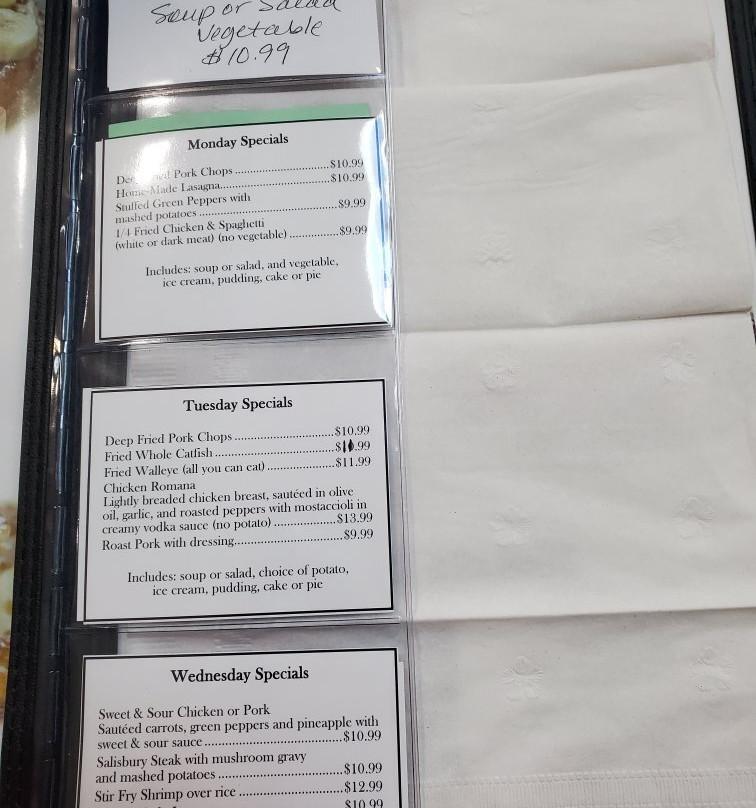 Soup or Salad
Vegetable
$10.99
Monday Specials
Pork Chops ..............................$10.99
Home-Made Lasagna..................................$10.99
Stuffed Green Peppers with
mashed potatoes ..........................................$9.99
1/4 Fried Chicken & Spaghetti
(white or dark meat) (no vegetable) ...............$9.99
Includes: soup or salad, and vegetable,
ice cream, pudding, cake or pie
Tuesday Specials
Deep Fried Pork Chops ..............................$10.99
Fried Whole Catfish ....................................
Fried Walleye (all you can eat) .....................$11.99
Chicken Romana
Lightly breaded chicken breast, sautéed in olive
oil, garlic, and roasted peppers with mostaccioli in
creamy vodka sauce (no potato) ...................$13.99
Roast Pork with dressing.................................$9.99
Includes: soup or salad, choice of potato,
ice cream, pudding, cake or pie
Wednesday Specials
Sweet & Sour Chicken or Pork
Sautéed carrots, green peppers and pineapple with
sweet & sour sauce..........................................$10.99
Salisbury Steak with mushroom gravy
and mashed potatoes ......................................$10.99
Stir Fry Shrimp over rice .................................$12.99
$10.99